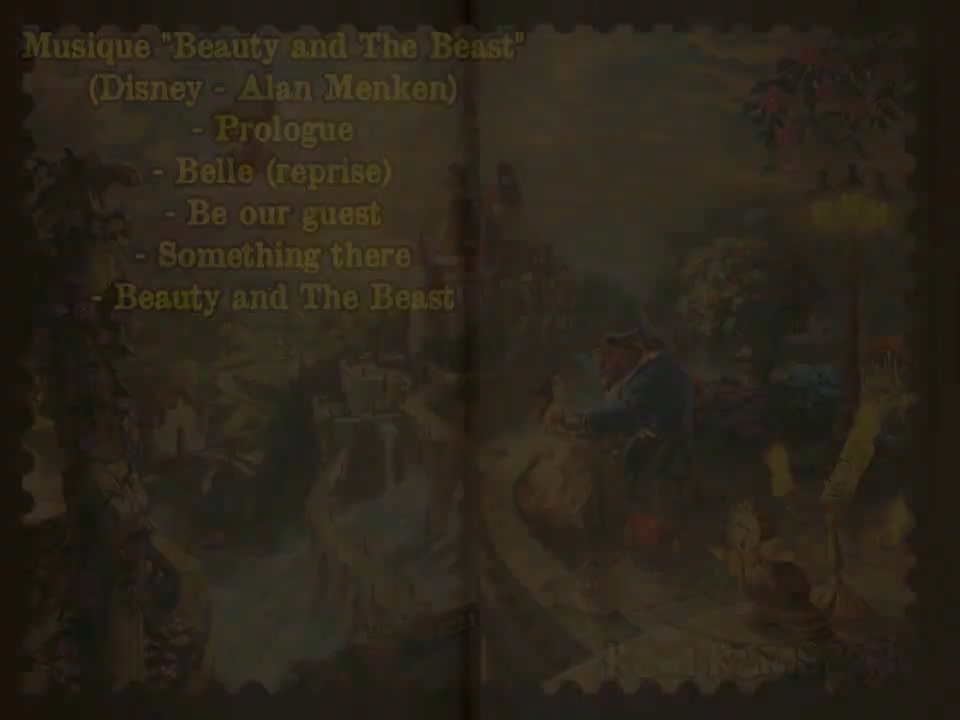 Musique "Beauty and The Beast"
(Disney - Alan Menken)
- Prologue
- Belle (reprise)
- Be our guest
- Something there
- Beauty and The Beast